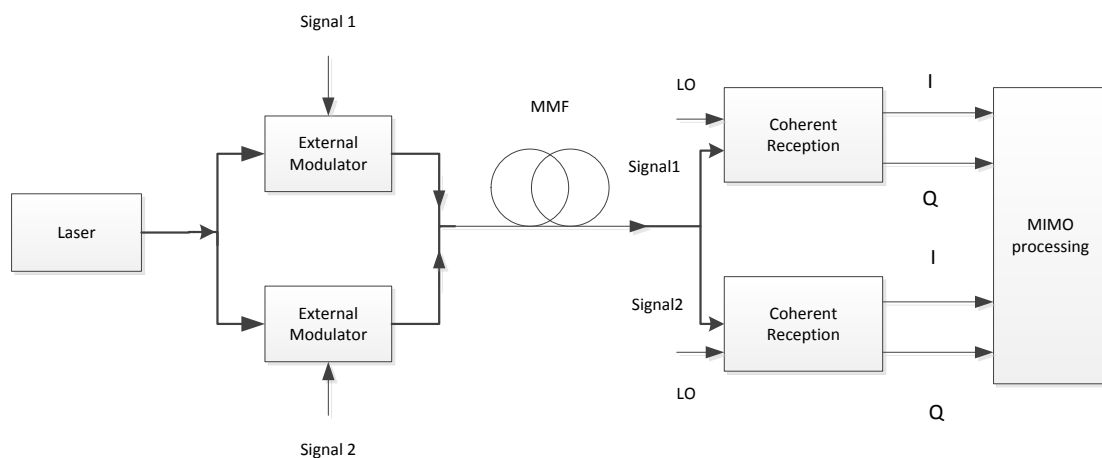 Signal 1
External
Modulator
Laser
External
Modulator
Signal 2
MMF
LO
Signal1
Coherent
Reception
I
Q
Signal2
LO
Coherent
Reception
I
Q
MIMO
processing